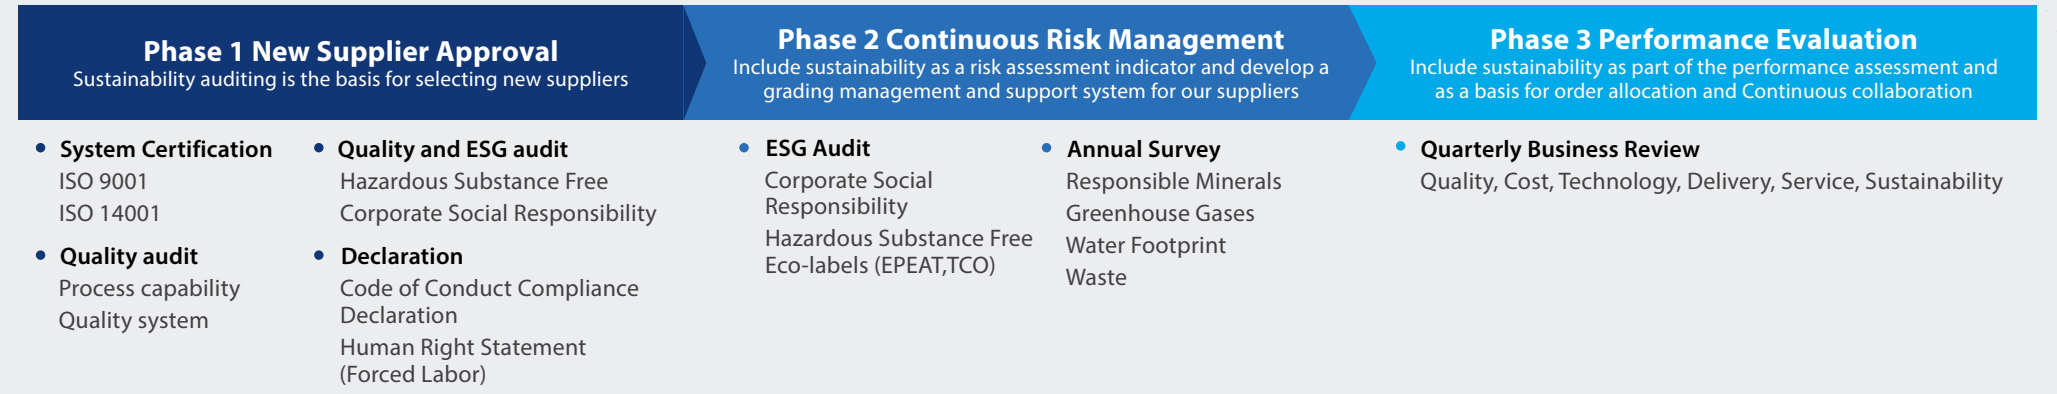 Phase 1 New Supplier Approval
Sustainability auditing is the basis for selecting new suppliers
• System Certification
ISO 9001
ISO 14001
• Quality audit
Process capability
Quality system
• Quality and ESG audit
Hazardous Substance Free
Corporate Social Responsibility
• Declaration
Code of Conduct Compliance
Declaration
Human Right Statement
(Forced Labor)
Phase 2 Continuous Risk Management
Include sustainability as a risk assessment indicator and develop a
grading management and support system for our suppliers
• ESG Audit
Corporate Social
Responsibility
Hazardous Substance Free
Eco-labels (EPEAT,TCO)
• Annual Survey
Responsible Minerals
Greenhouse Gases
Water Footprint
Waste
Phase 3 Performance Evaluation
Include sustainability as part of the performance assessment and
as a basis for order allocation and Continuous collaboration
• Quarterly Business Review
Quality, Cost, Technology, Delivery, Service, Sustainability